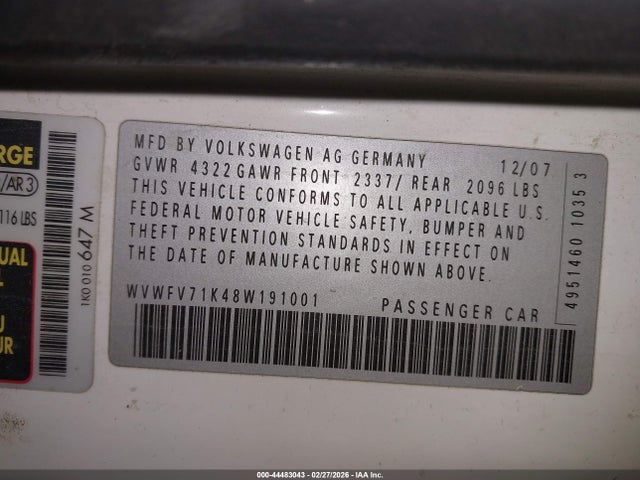 RGE
/AR3
116 LBS
UAL
L
U
UR
1K0 010 647 M
MFD BY VOLKSWAGEN AG GERMANY 12/07
GVWR 4322 GAWR FRONT 2337/ REAR 2096 LBS
THIS VEHICLE CONFORMS TO ALL APPLICABLE U.S.
FEDERAL MOTOR VEHICLE SAFETY, BUMPER AND
THEFT PREVENTION STANDARDS IN EFFECT ON
THE DATE OF MANUFACTURE SHOWN ABOVE.
WVWFV71K48W191001 PASSENGER CAR
4951460 1035 3
000-44483043 - 02/27/2026 - IAA Inc.